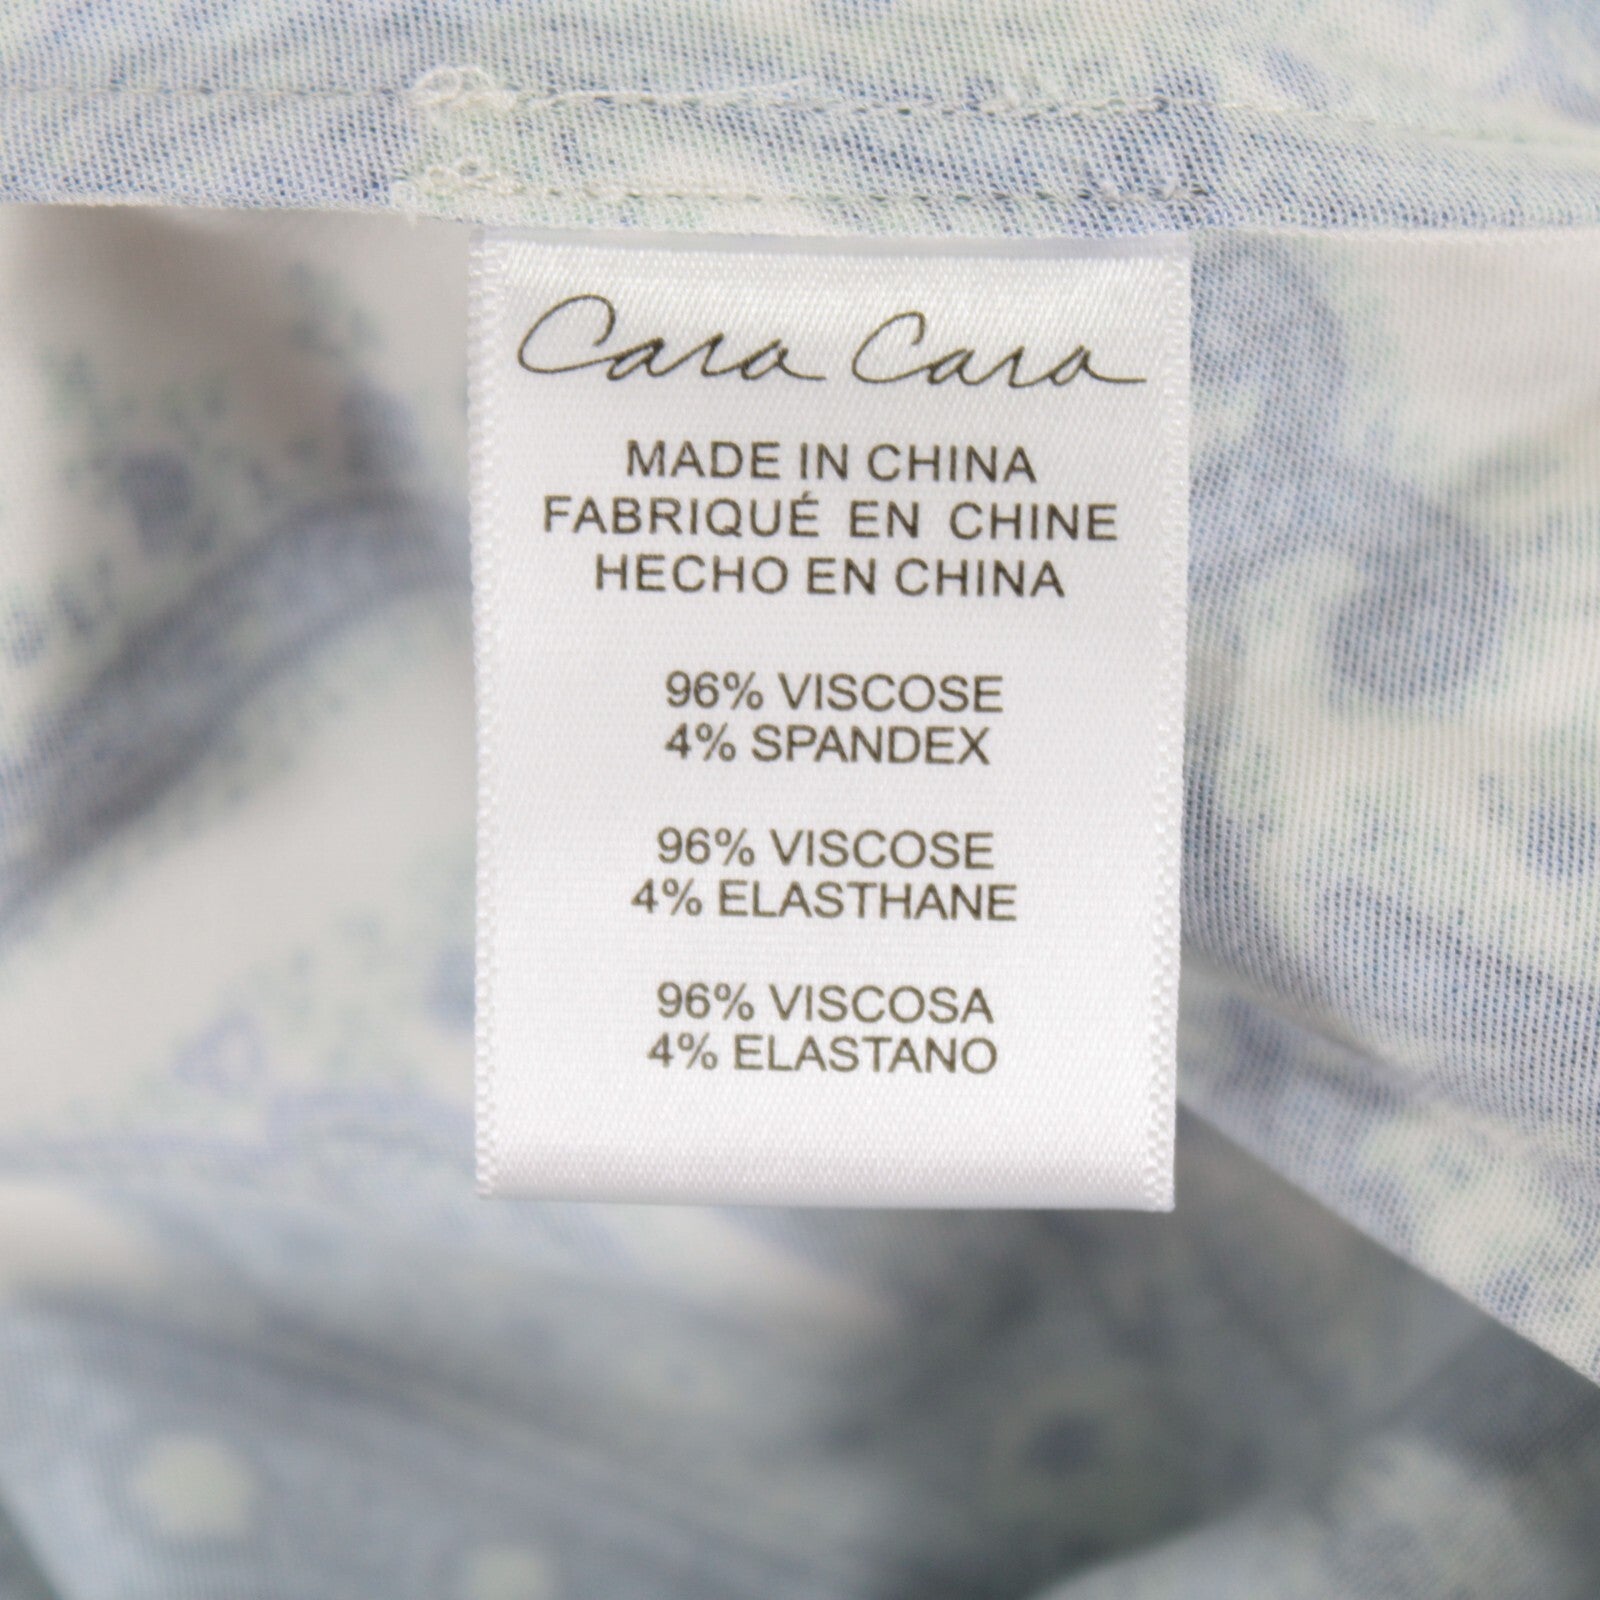 Cara Cara
MADE IN CHINA
FABRIQUÉ EN CHINE
HECHO EN CHINA
96% VISCOSE
4% SPANDEX
96% VISCOSE
4% ELASTHANE
96% VISCOSA
4% ELASTANO